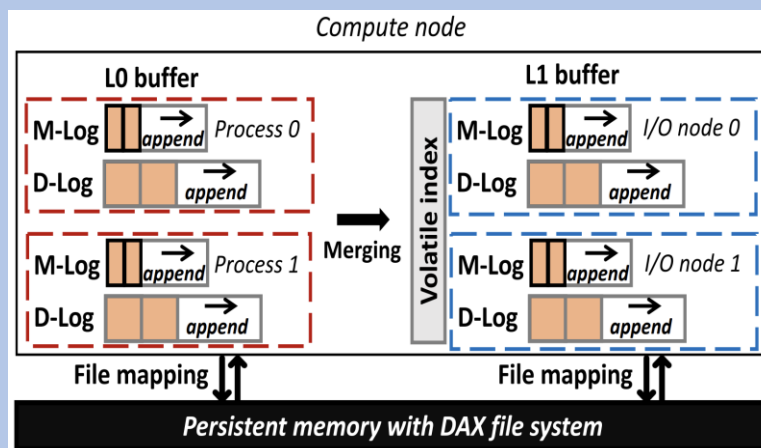 Compute node
L0 buffer
M-Log append Process 0
D-Log append
M-Log append Process 1
D-Log append
Merging
L1 buffer
Volatile index
M-Log append I/O node 0
D-Log append
M-Log append I/O node 1
D-Log append
File mapping
File mapping
Persistent memory with DAX file system